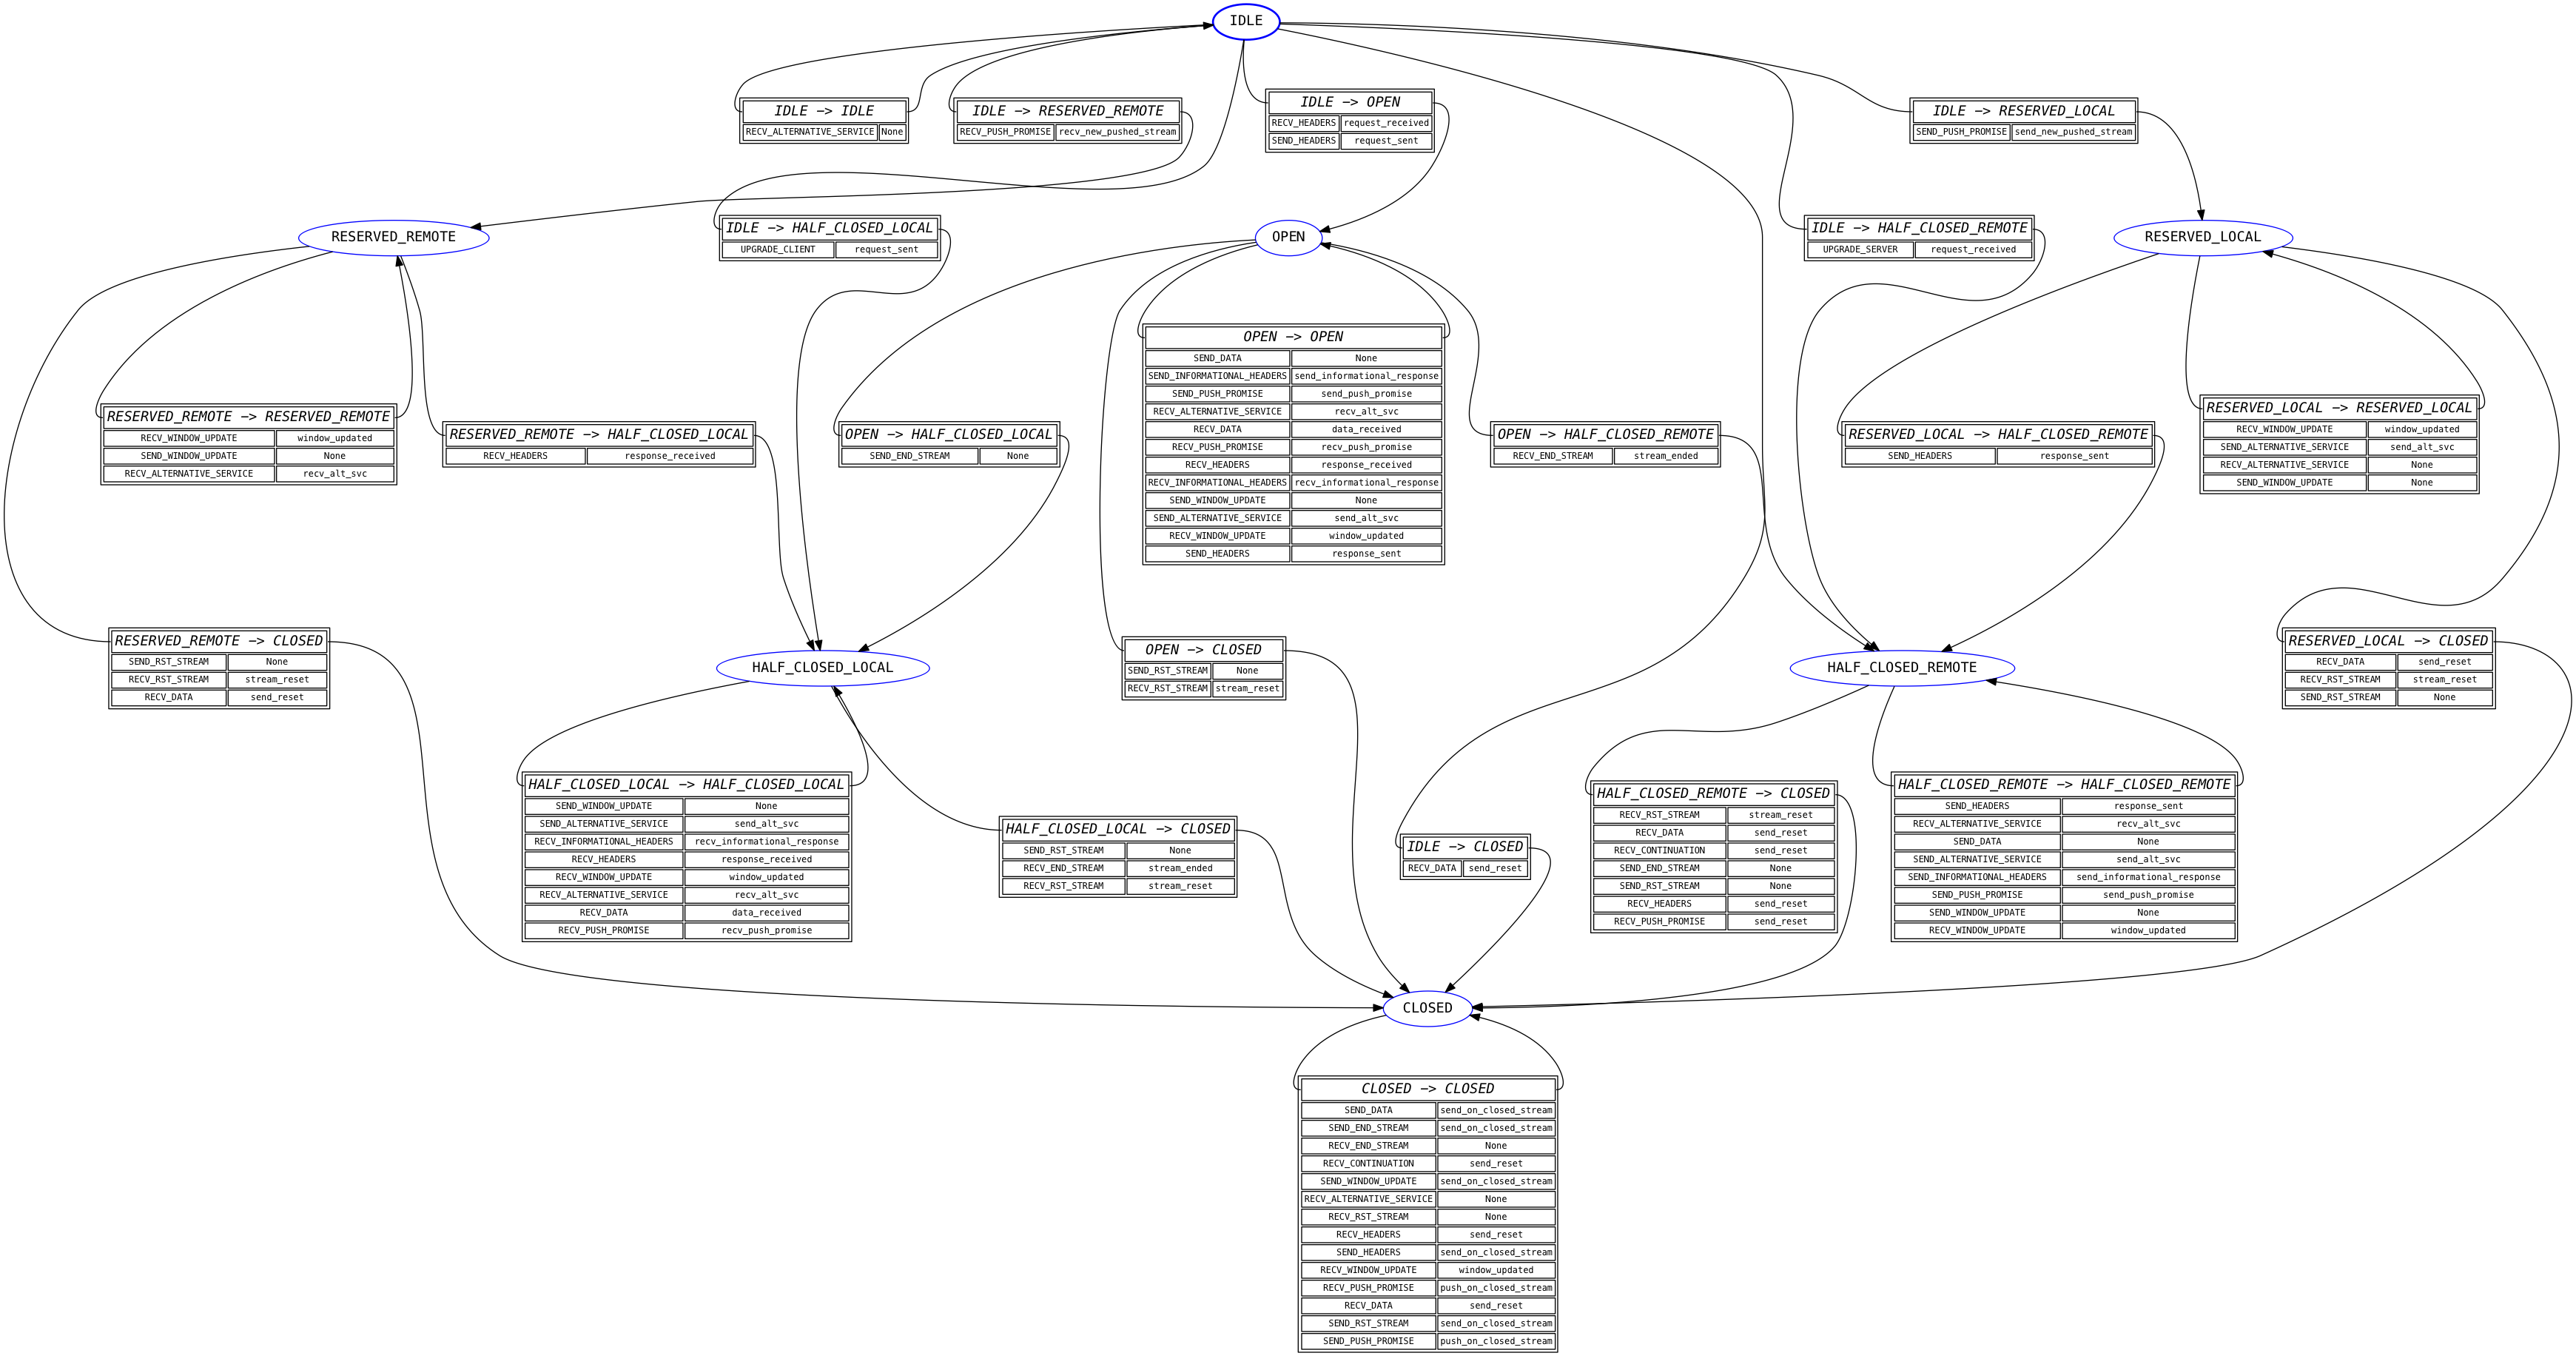 IDLE
IDLE -> IDLE
RECV_ALTERNATIVE_SERVICE None
IDLE -> RESERVED_REMOTE
RECV_PUSH_PROMISE recv_new_pushed_stream
IDLE -> OPEN
RECV_HEADERS request_received
SEND_HEADERS request_sent
IDLE -> RESERVED_LOCAL
SEND_PUSH_PROMISE send_new_pushed_stream
RESERVED_REMOTE
IDLE -> HALF_CLOSED_LOCAL
UPGRADE_CLIENT request_sent
OPEN
IDLE -> HALF_CLOSED_REMOTE
UPGRADE_SERVER request_received
RESERVED_LOCAL
RESERVED_REMOTE -> RESERVED_REMOTE
RECV_WINDOW_UPDATE window_updated
SEND_WINDOW_UPDATE None
RECV_ALTERNATIVE_SERVICE recv_alt_svc
RESERVED_REMOTE -> HALF_CLOSED_LOCAL
RECV_HEADERS response_received
OPEN -> HALF_CLOSED_LOCAL
SEND_END_STREAM None
OPEN -> OPEN
SEND_DATA None
SEND_INFORMATIONAL_HEADERS send_informational_response
SEND_PUSH_PROMISE send_push_promise
RECV_ALTERNATIVE_SERVICE recv_alt_svc
RECV_DATA data_received
RECV_PUSH_PROMISE recv_push_promise
RECV_HEADERS response_received
RECV_INFORMATIONAL_HEADERS recv_informational_response
SEND_WINDOW_UPDATE None
SEND_ALTERNATIVE_SERVICE send_alt_svc
RECV_WINDOW_UPDATE window_updated
SEND_HEADERS response_sent
OPEN -> HALF_CLOSED_REMOTE
RECV_END_STREAM stream_ended
RESERVED_LOCAL -> HALF_CLOSED_REMOTE
SEND_HEADERS response_sent
RESERVED_LOCAL -> RESERVED_LOCAL
RECV_WINDOW_UPDATE window_updated
SEND_ALTERNATIVE_SERVICE send_alt_svc
RECV_ALTERNATIVE_SERVICE None
SEND_WINDOW_UPDATE None
RESERVED_REMOTE -> CLOSED
SEND_RST_STREAM None
RECV_RST_STREAM stream_reset
RECV_DATA send_reset
HALF_CLOSED_LOCAL
OPEN -> CLOSED
SEND_RST_STREAM None
RECV_RST_STREAM stream_reset
HALF_CLOSED_REMOTE
RESERVED_LOCAL -> CLOSED
RECV_DATA send_reset
RECV_RST_STREAM stream_reset
SEND_RST_STREAM None
HALF_CLOSED_LOCAL -> HALF_CLOSED_LOCAL
SEND_WINDOW_UPDATE None
SEND_ALTERNATIVE_SERVICE send_alt_svc
RECV_INFORMATIONAL_HEADERS recv_informational_response
RECV_HEADERS response_received
RECV_WINDOW_UPDATE window_updated
RECV_ALTERNATIVE_SERVICE recv_alt_svc
RECV_DATA data_received
RECV_PUSH_PROMISE recv_push_promise
HALF_CLOSED_LOCAL -> CLOSED
SEND_RST_STREAM None
RECV_END_STREAM stream_ended
RECV_RST_STREAM stream_reset
IDLE -> CLOSED
RECV_DATA send_reset
HALF_CLOSED_REMOTE -> CLOSED
RECV_RST_STREAM stream_reset
RECV_DATA send_reset
RECV_CONTINUATION send_reset
SEND_END_STREAM None
SEND_RST_STREAM None
RECV_HEADERS send_reset
RECV_PUSH_PROMISE send_reset
HALF_CLOSED_REMOTE -> HALF_CLOSED_REMOTE
SEND_HEADERS response_sent
RECV_ALTERNATIVE_SERVICE recv_alt_svc
SEND_DATA None
SEND_ALTERNATIVE_SERVICE send_alt_svc
SEND_INFORMATIONAL_HEADERS send_informational_response
SEND_PUSH_PROMISE send_push_promise
SEND_WINDOW_UPDATE None
RECV_WINDOW_UPDATE window_updated
CLOSED
CLOSED -> CLOSED
SEND_DATA send_on_closed_stream
SEND_END_STREAM send_on_closed_stream
RECV_END_STREAM None
RECV_CONTINUATION send_reset
SEND_WINDOW_UPDATE send_on_closed_stream
RECV_ALTERNATIVE_SERVICE None
RECV_RST_STREAM None
RECV_HEADERS send_reset
SEND_HEADERS send_on_closed_stream
RECV_WINDOW_UPDATE window_updated
RECV_PUSH_PROMISE push_on_closed_stream
RECV_DATA send_reset
SEND_RST_STREAM send_on_closed_stream
SEND_PUSH_PROMISE push_on_closed_stream